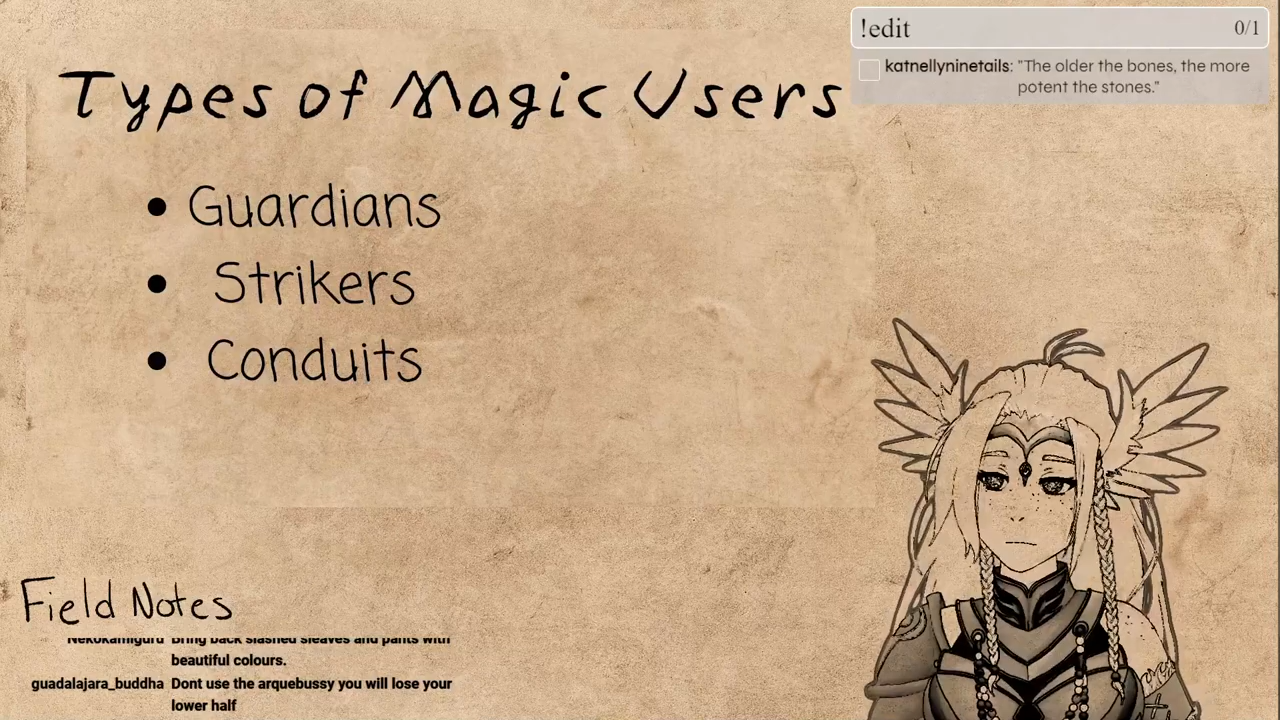 Types of Magic Users
!edit 0/1
katnellyninetails: "The older the bones, the more
potent the stones."
• Guardians
• Strikers
• Conduits
Field Notes
Nekokamiguru Bring back slashed sleaves and pants with
beautiful colours.
guadalajara_buddha Dont use the arquebussy you will lose your
lower half